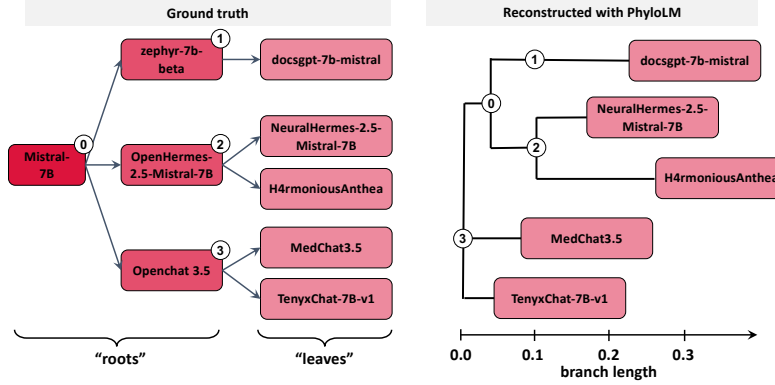 Ground truth
Mistral-
7B
0
zephyr-7b-
beta
1
docsgpt-7b-mistral
OpenHermes-
2.5-Mistral-7B
2
NeuralHermes-2.5-
Mistral-7B
H4rmoniousAnthea
Openchat 3.5
3
MedChat3.5
TenyxChat-7B-v1
"roots"
"leaves"
Reconstructed with PhyloLM
1
docsgpt-7b-mistral
0
NeuralHermes-2.5-
Mistral-7B
2
H4rmoniousAnthea
3
MedChat3.5
TenyxChat-7B-v1
0.0 0.1 0.2 0.3
branch length